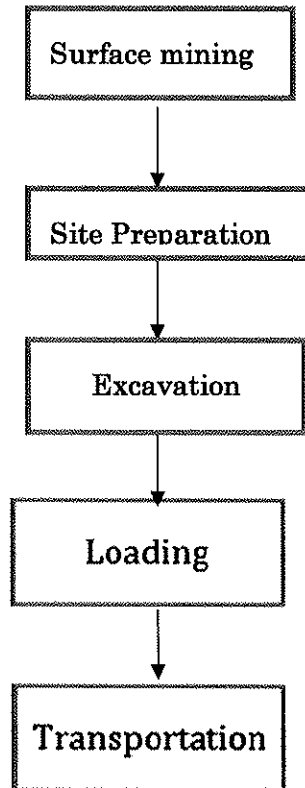 Surface mining
Site Preparation
Excavation
Loading
Transportation